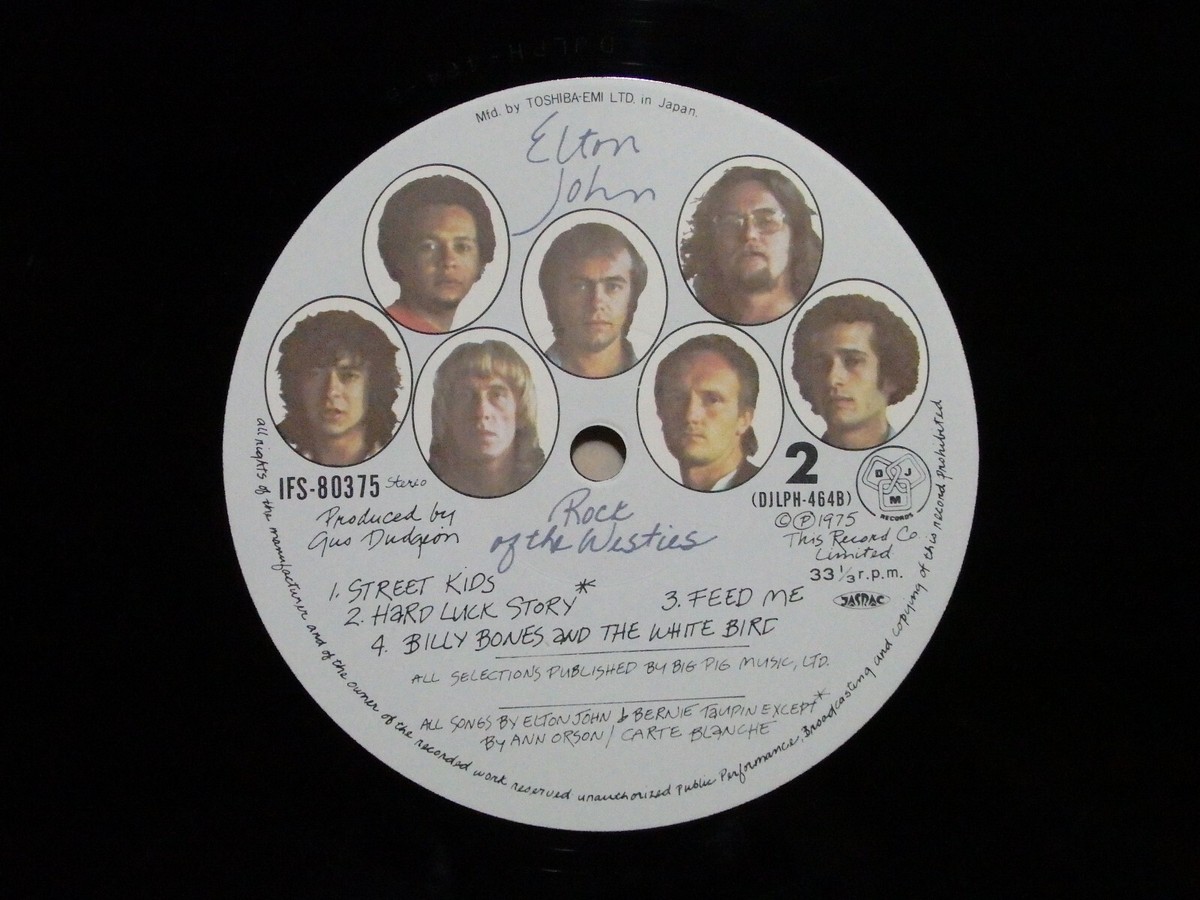 Mfd. by TOSHIBA-EMI LTD. in Japan.
Elton
John
IFS-80375 Stereo
2
(DJLPH-464B)
DJM
RECORDS
Produced by
Gus Dudgeon
Rock
of the Westies
©Ⓟ1975
This Record Co.
Limited
33⅓r.p.m.
JASRAC
1. STREET KIDS
2. HARD LUCK STORY*
3. FEED ME
4. BILLY BONES and THE WHITE BIRD
ALL SELECTIONS PUBLISHED BY BIG PIG MUSIC, LTD.
ALL SONGS BY ELTON JOHN & BERNIE TAUPIN EXCEPT*
BY ANN ORSON / CARTE BLANCHE
all rights of the manufacturer and of the owner of the recorded work reserved unauthorized public Performance, Broadcasting and copying of this record prohibited